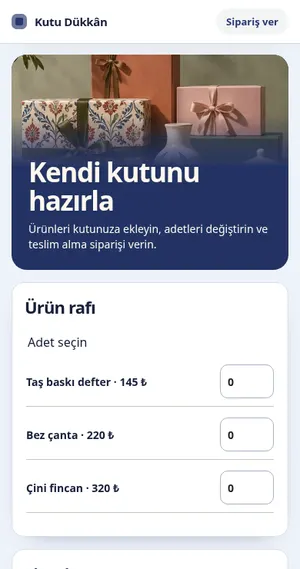 Kutu Dükkân
Sipariş ver
Kendi kutunu
hazırla
Ürünleri kutunuza ekleyin, adetleri değiştirin ve
teslim alma siparişi verin.
Ürün rafı
Adet seçin
Taş baskı defter · 145 ₺
0
Bez çanta · 220 ₺
0
Çini fincan · 320 ₺
0